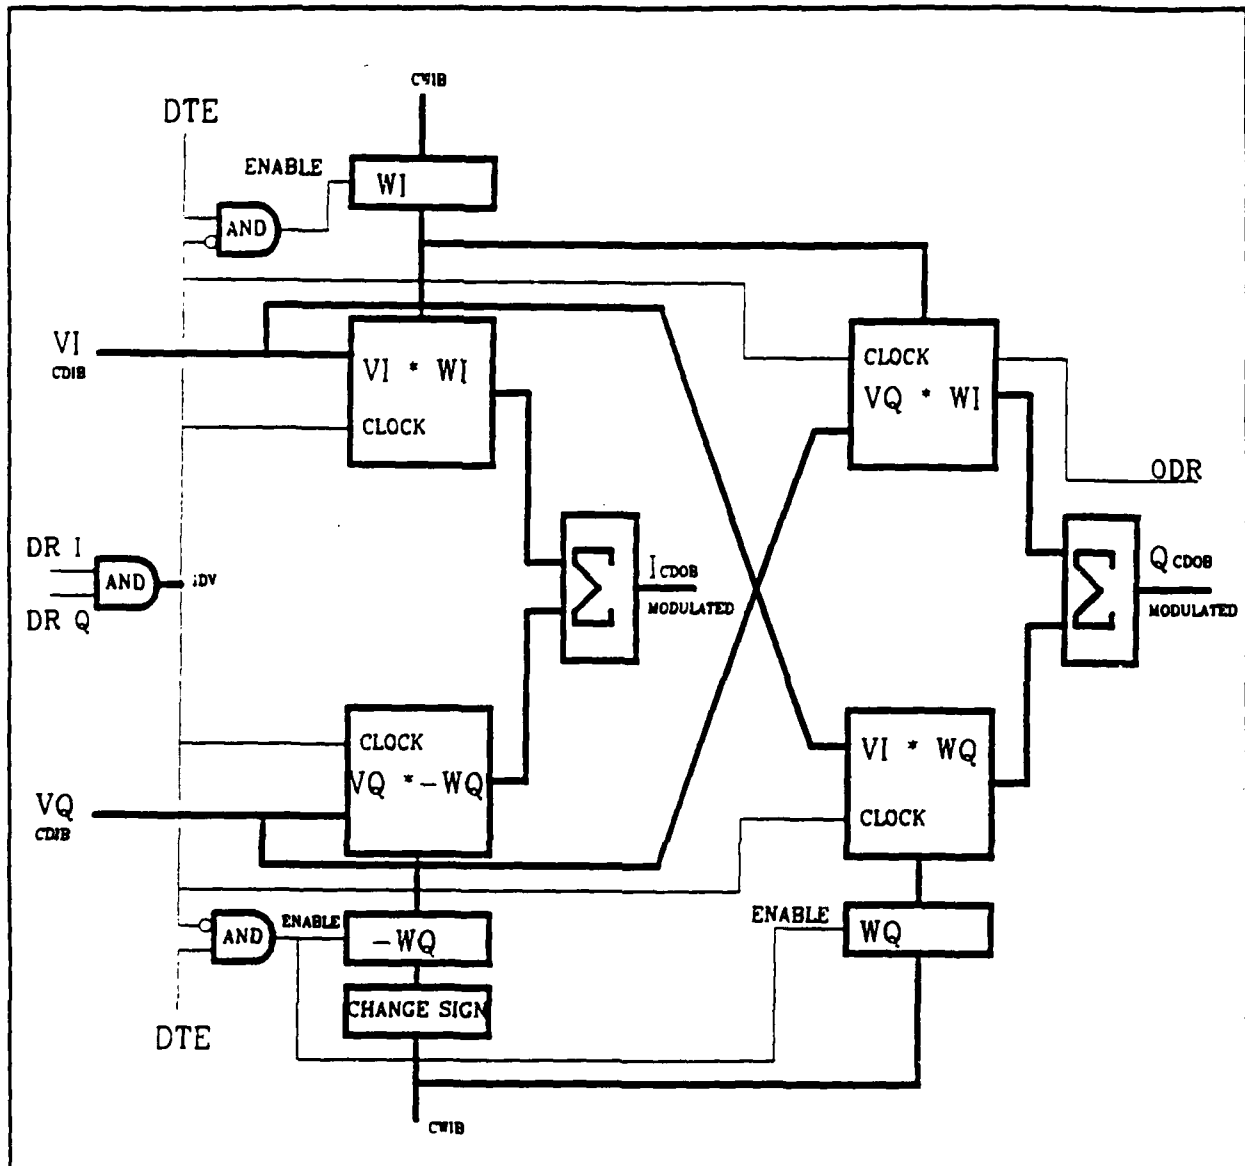 CWIB
DTE
ENABLE
WI
AND
VI
CDIB
VI * WI
CLOCK
CLOCK
VQ * WI
ODR
DR I
AND
IDV
DR Q
Σ
I CDOB
MODULATED
Σ
Q CDOB
MODULATED
CLOCK
VQ * -WQ
VI * WQ
CLOCK
VQ
CDIB
AND
ENABLE
-WQ
ENABLE
WQ
CHANGE SIGN
DTE
CWIB